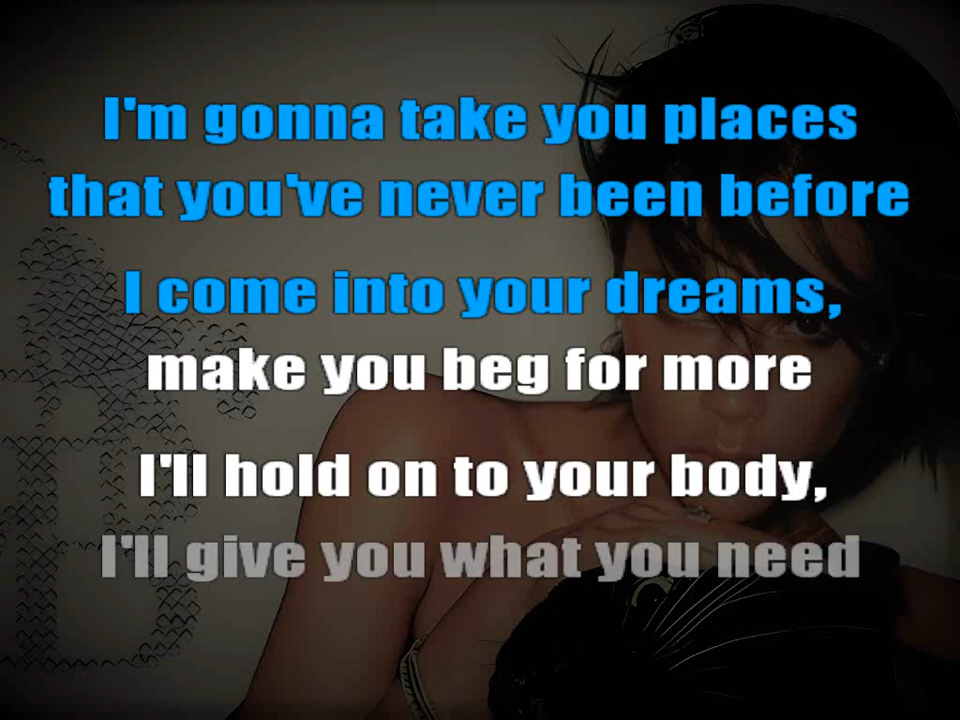 I'm gonna take you places
that you've never been before
I come into your dreams,
make you beg for more
I'll hold on to your body,
I'll give you what you need